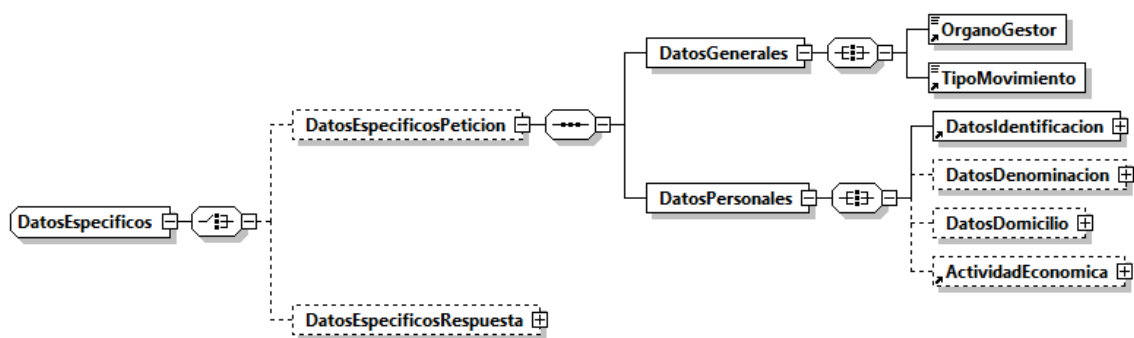 OrganoGestor
DatosGenerales
TipoMovimiento
DatosEspecificosPeticion
DatosIdentificacion
DatosDenominacion
DatosPersonales
DatosEspecificos
DatosDomicilio
ActividadEconomica
DatosEspecificosRespuesta